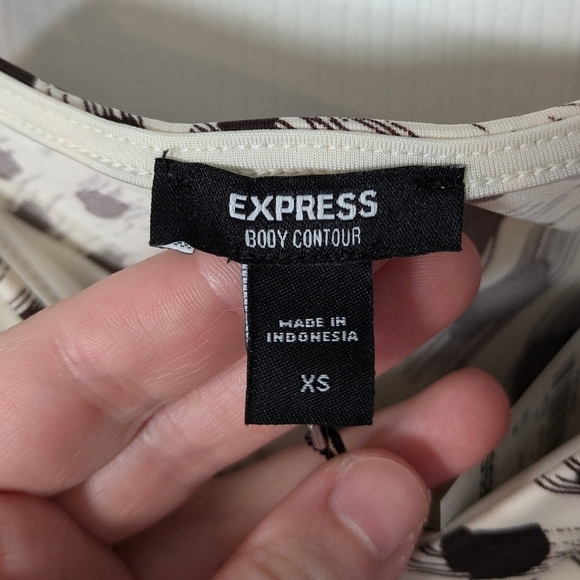 EXPRESS
BODY CONTOUR
MADE IN
INDONESIA
XS